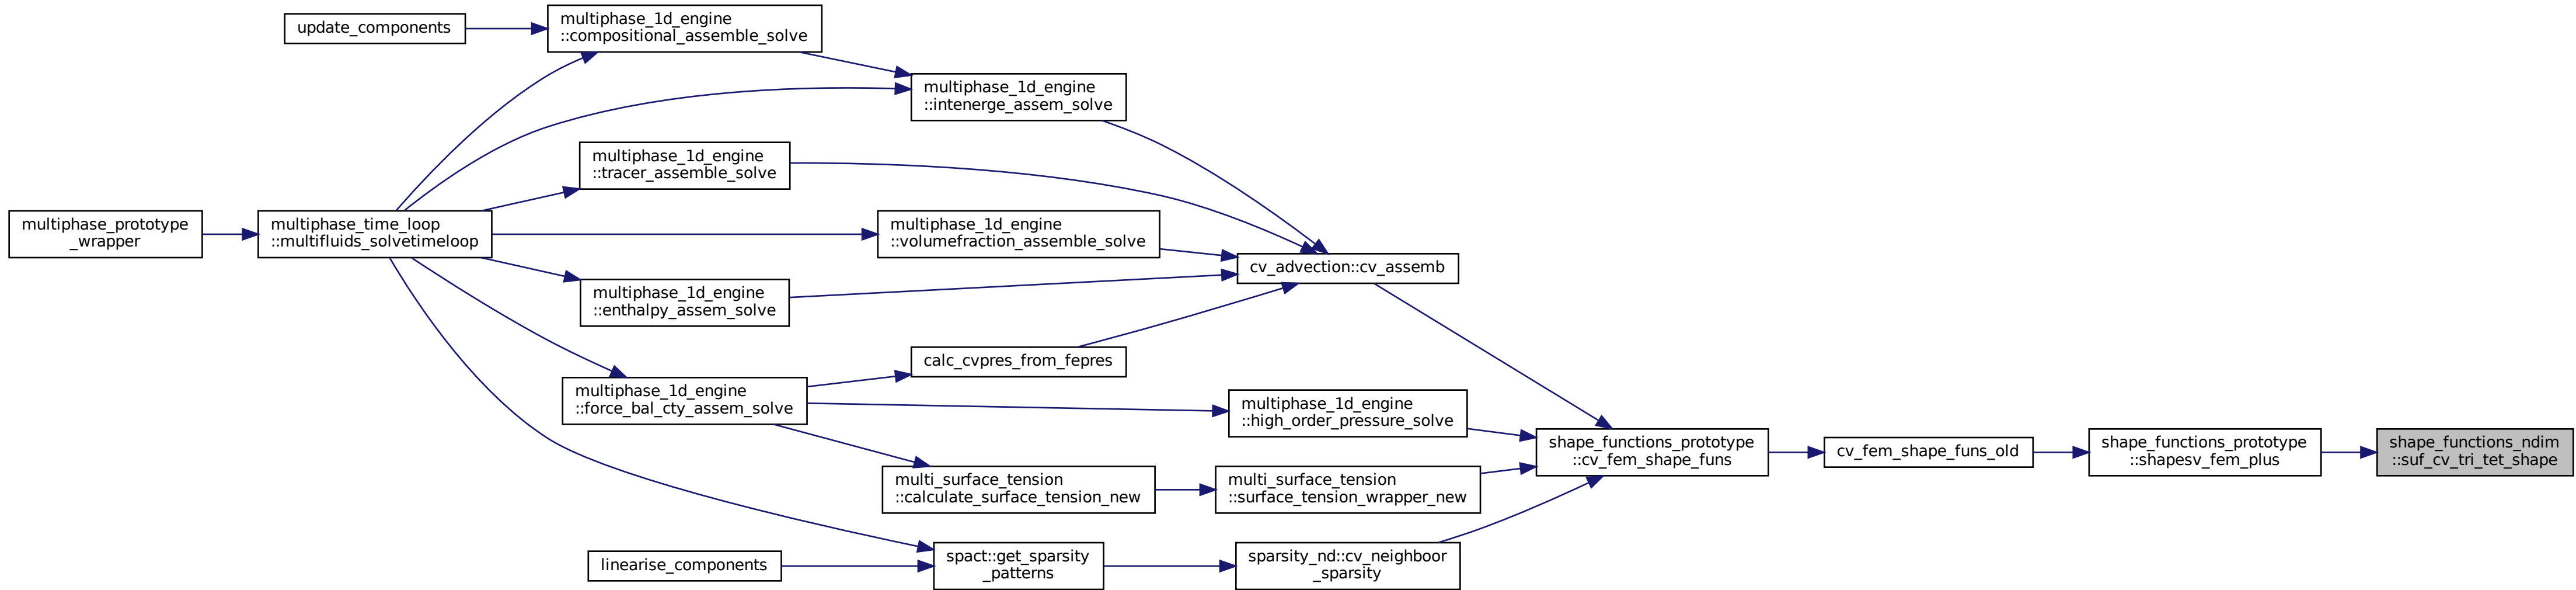 update_components
multiphase_1d_engine
::compositional_assemble_solve
multiphase_1d_engine
::intenerge_assem_solve
multiphase_1d_engine
::tracer_assemble_solve
multiphase_prototype
_wrapper
multiphase_time_loop
::multifluids_solvetimeloop
multiphase_1d_engine
::volumefraction_assemble_solve
cv_advection::cv_assemb
multiphase_1d_engine
::enthalpy_assem_solve
calc_cvpres_from_fepres
multiphase_1d_engine
::force_bal_cty_assem_solve
multiphase_1d_engine
::high_order_pressure_solve
shape_functions_prototype
::cv_fem_shape_funs
cv_fem_shape_funs_old
shape_functions_prototype
::shapesv_fem_plus
shape_functions_ndim
::suf_cv_tri_tet_shape
multi_surface_tension
::calculate_surface_tension_new
multi_surface_tension
::surface_tension_wrapper_new
linearise_components
spact::get_sparsity
_patterns
sparsity_nd::cv_neighboor
_sparsity